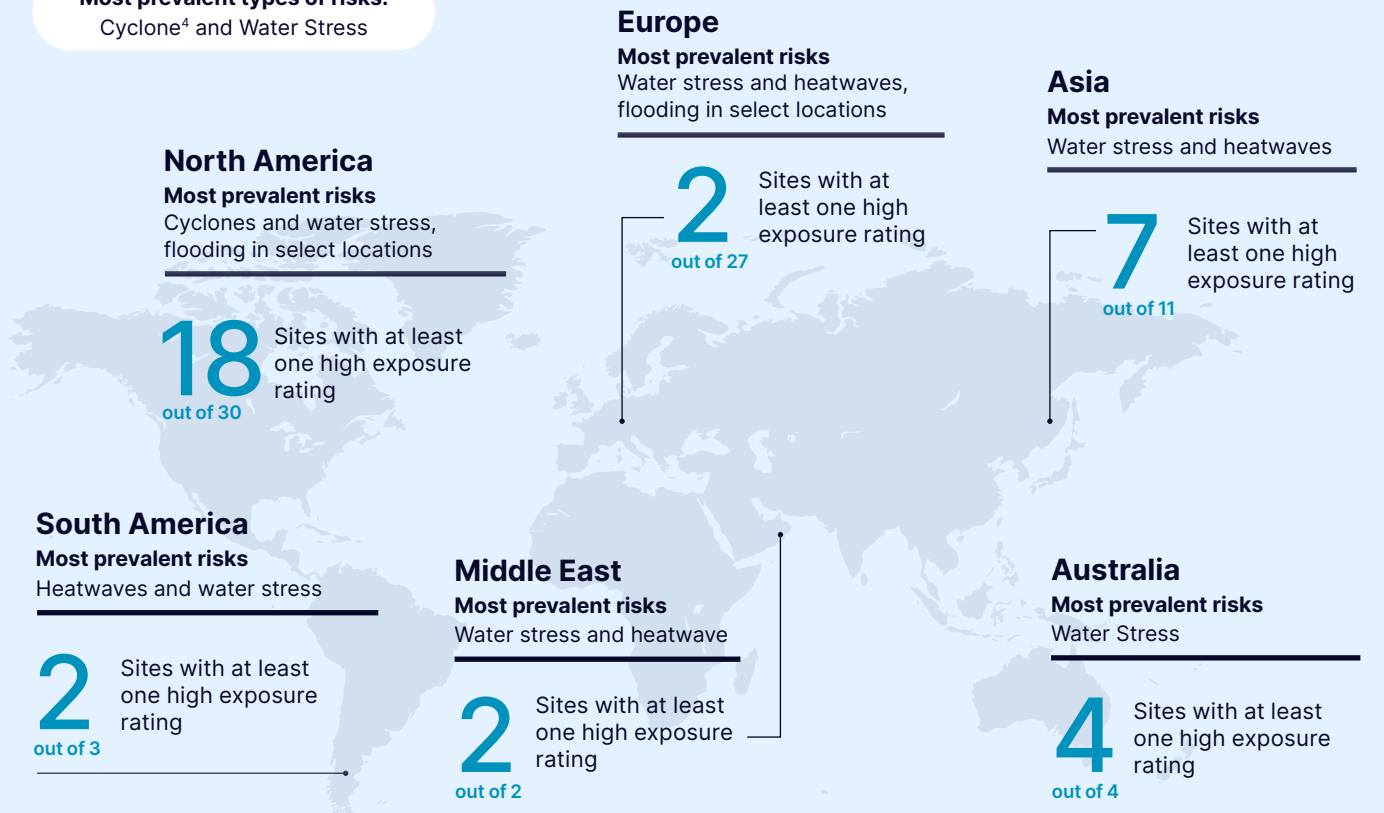 Most prevalent types of risks:
Cyclone⁴ and Water Stress
Europe
Most prevalent risks
Water stress and heatwaves,
flooding in select locations
2
out of 27
Sites with at
least one high
exposure rating
Asia
Most prevalent risks
Water stress and heatwaves
7
out of 11
Sites with at
least one high
exposure rating
North America
Most prevalent risks
Cyclones and water stress,
flooding in select locations
18
out of 30
Sites with at least
one high exposure
rating
South America
Most prevalent risks
Heatwaves and water stress
2
out of 3
Sites with at least
one high exposure
rating
Middle East
Most prevalent risks
Water stress and heatwave
2
out of 2
Sites with at least
one high exposure
rating
Australia
Most prevalent risks
Water Stress
4
out of 4
Sites with at least
one high exposure
rating